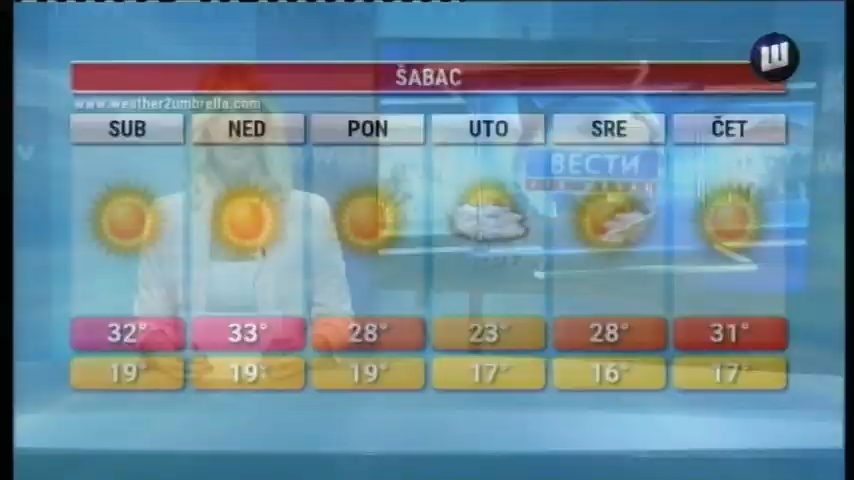 Ш
ŠABAC
www.weather2umbrella.com
SUB NED PON UTO SRE ČET
ВЕСТИ
32° 33° 28° 23° 28° 31°
19° 19° 19° 17° 16° 17°